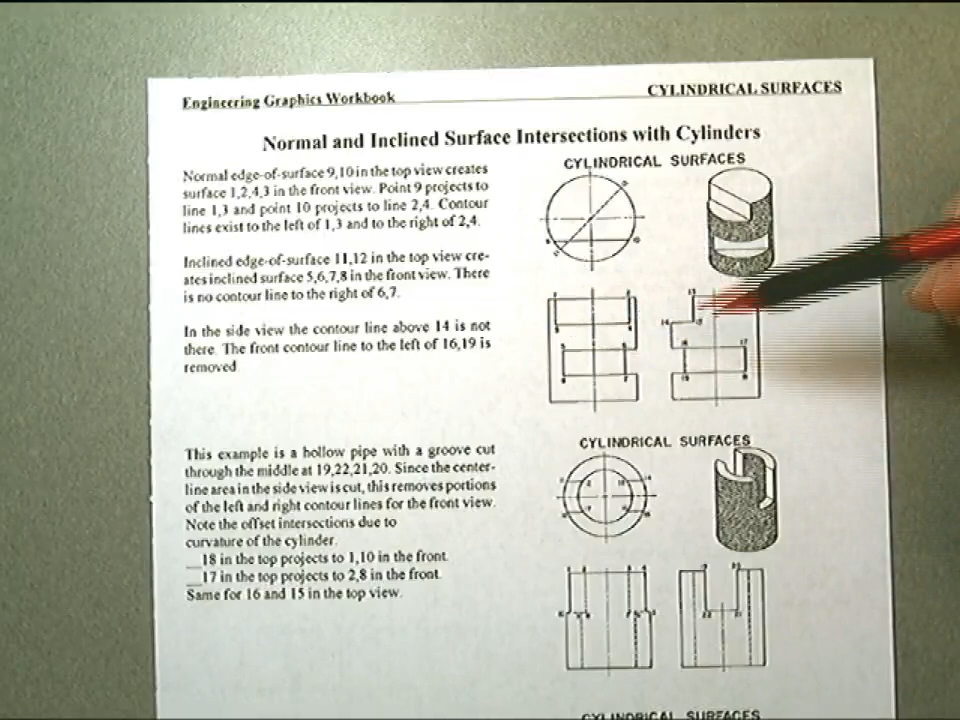 Engineering Graphics Workbook
CYLINDRICAL SURFACES
Normal and Inclined Surface Intersections with Cylinders
Normal edge-of-surface 9,10 in the top view creates
surface 1,2,4,3 in the front view. Point 9 projects to
line 1,3 and point 10 projects to line 2,4. Contour
lines exist to the left of 1,3 and to the right of 2,4.
Inclined edge-of-surface 11,12 in the top view cre-
ates inclined surface 5,6,7,8 in the front view. There
is no contour line to the right of 6,7.
In the side view the contour line above 14 is not
there. The front contour line to the left of 16,19 is
removed
CYLINDRICAL SURFACES
This example is a hollow pipe with a groove cut
through the middle at 19,22,21,20. Since the center-
line area in the side view is cut, this removes portions
of the left and right contour lines for the front view.
Note the offset intersections due to
curvature of the cylinder.
__18 in the top projects to 1,10 in the front.
__17 in the top projects to 2,8 in the front.
Same for 16 and 15 in the top view.
CYLINDRICAL SURFACES
CYLINDRICAL SURFACES